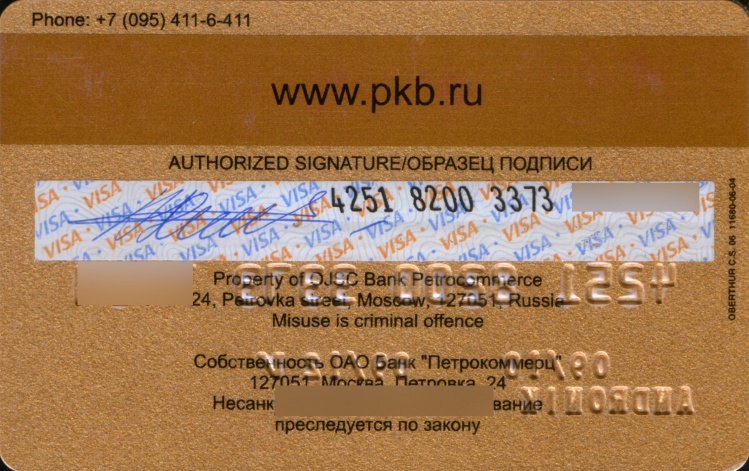 Phone: +7 (095) 411-6-411
www.pkb.ru
AUTHORIZED SIGNATURE/ОБРАЗЕЦ ПОДПИСИ
4251 8200 3373
Property of OJSC Bank Petrocommerce
24, Petrovka street, Moscow, 127051, Russia
Misuse is criminal offence
Собственность ОАО Банк "Петрокоммерц"
127051, Москва, Петровка, 24
преследуется по закону
OBERTHUR C.S. 06 11680-06-04